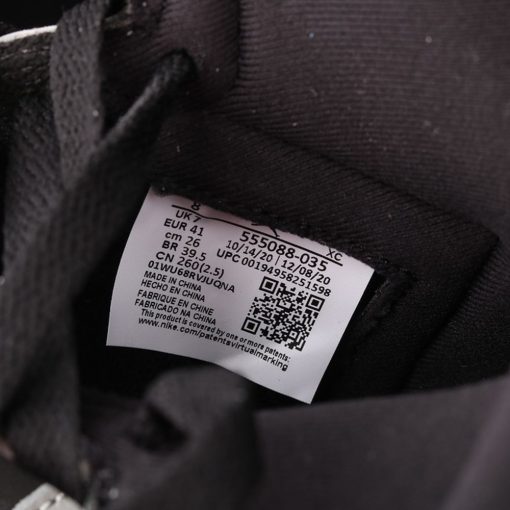 8
UK 7
EUR 41
cm 26
BR 39.5
CN 260(2.5)
01WU68RVJUQNA
MADE IN CHINA
HECHO EN CHINA
FABRIQUE EN CHINE
FABRICADO NA CHINA
This product is covered by one or more patents:
www.nike.com/patentsvirtualmarking
XC
555088-035
10/14/20 | 12/08/20
UPC 00194958251598